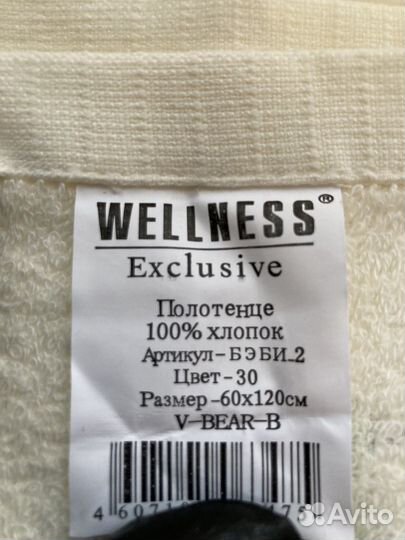 WELLNESS®
Exclusive
Полотенце
100% хлопок
Артикул-БЭБИ_2
Цвет-30
Размер-60х120см
V-BEAR-B
Avito